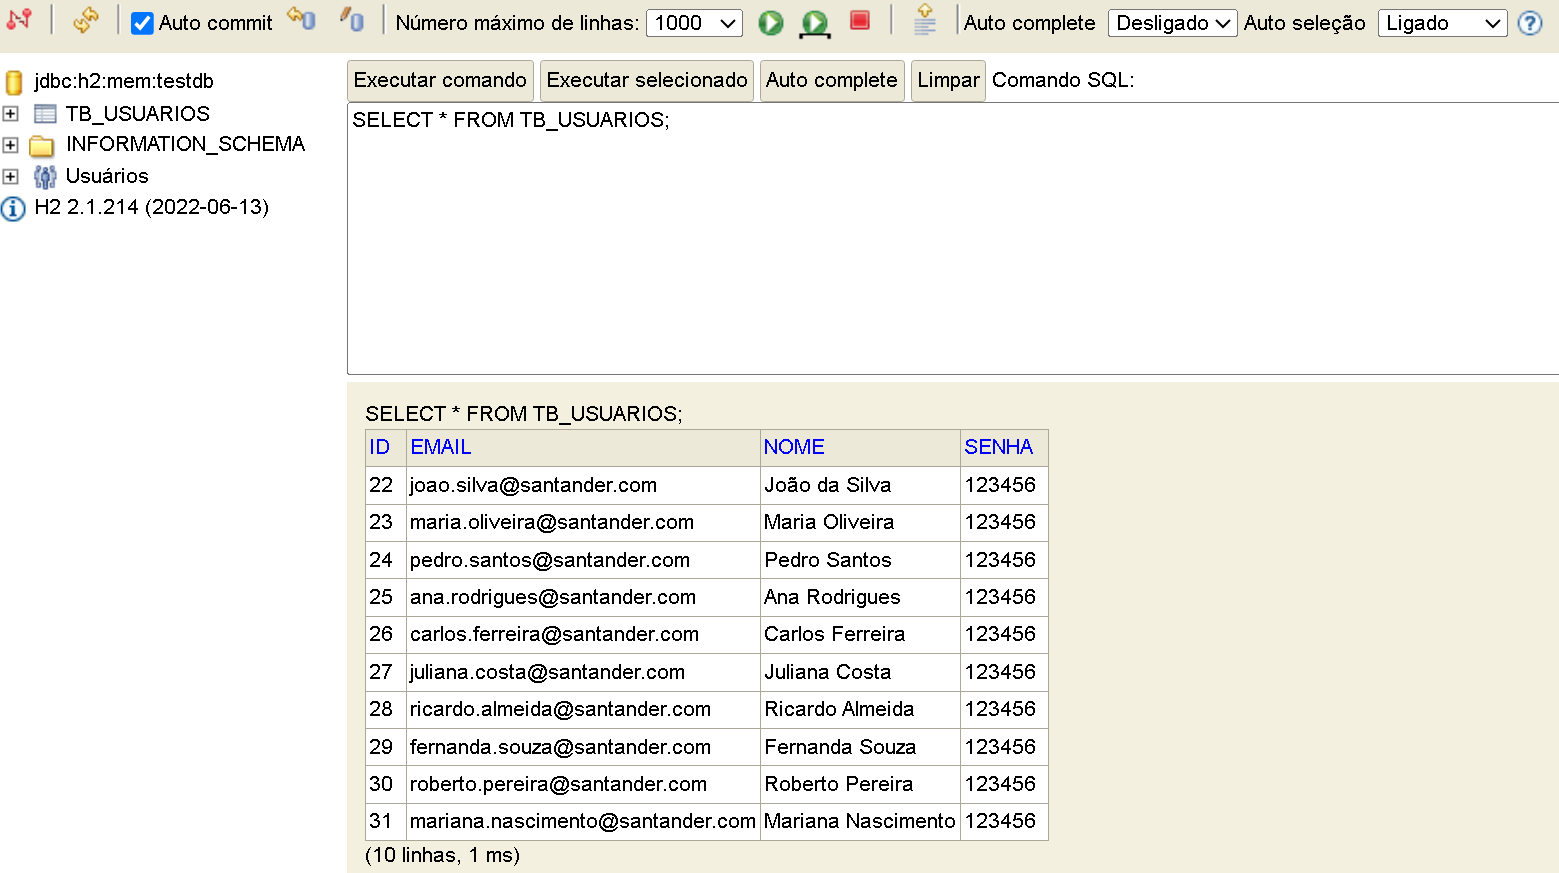 Auto commit Número máximo de linhas: 1000 Auto complete Desligado Auto seleção Ligado
jdbc:h2:mem:testdb
TB_USUARIOS
INFORMATION_SCHEMA
Usuários
H2 2.1.214 (2022-06-13)
Executar comando Executar selecionado Auto complete Limpar Comando SQL:
SELECT * FROM TB_USUARIOS;
SELECT * FROM TB_USUARIOS;
ID EMAIL NOME SENHA
22 joao.silva@santander.com João da Silva 123456
23 maria.oliveira@santander.com Maria Oliveira 123456
24 pedro.santos@santander.com Pedro Santos 123456
25 ana.rodrigues@santander.com Ana Rodrigues 123456
26 carlos.ferreira@santander.com Carlos Ferreira 123456
27 juliana.costa@santander.com Juliana Costa 123456
28 ricardo.almeida@santander.com Ricardo Almeida 123456
29 fernanda.souza@santander.com Fernanda Souza 123456
30 roberto.pereira@santander.com Roberto Pereira 123456
31 mariana.nascimento@santander.com Mariana Nascimento 123456
(10 linhas, 1 ms)